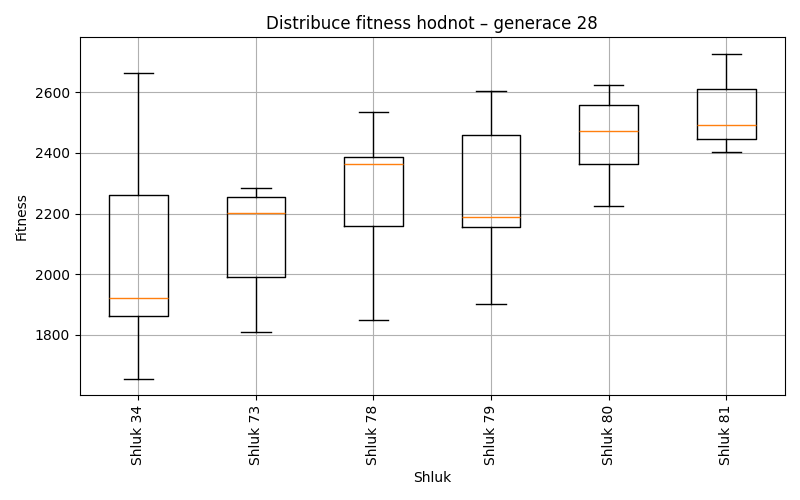 Distribuce fitness hodnot – generace 28
Fitness
2600
2400
2200
2000
1800
Shluk 34
Shluk 73
Shluk 78
Shluk 79
Shluk 80
Shluk 81
Shluk